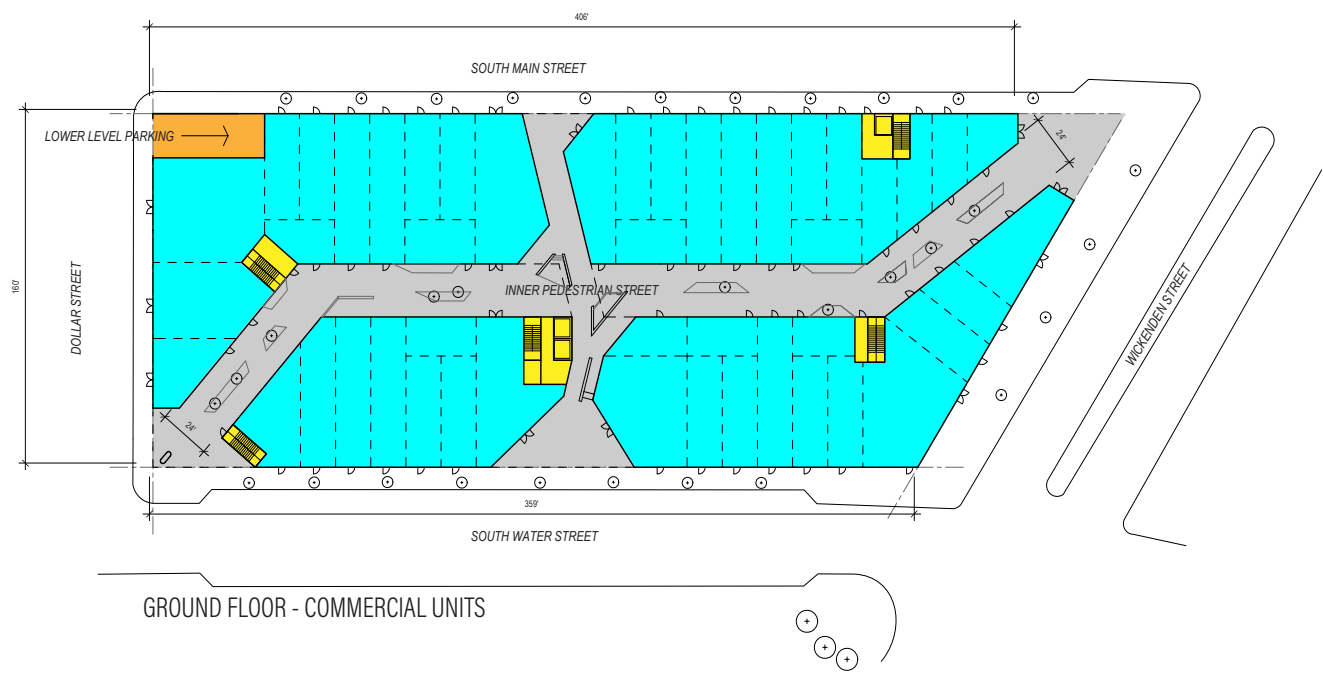 406'
SOUTH MAIN STREET
LOWER LEVEL PARKING
24'
160'
DOLLAR STREET
INNER PEDESTRIAN STREET
WICKENDEN STREET
24'
359'
SOUTH WATER STREET
GROUND FLOOR - COMMERCIAL UNITS